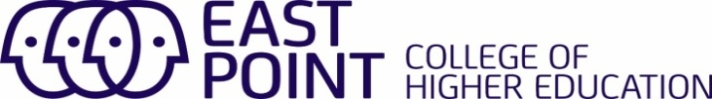 EAST
POINT
COLLEGE OF
HIGHER EDUCATION